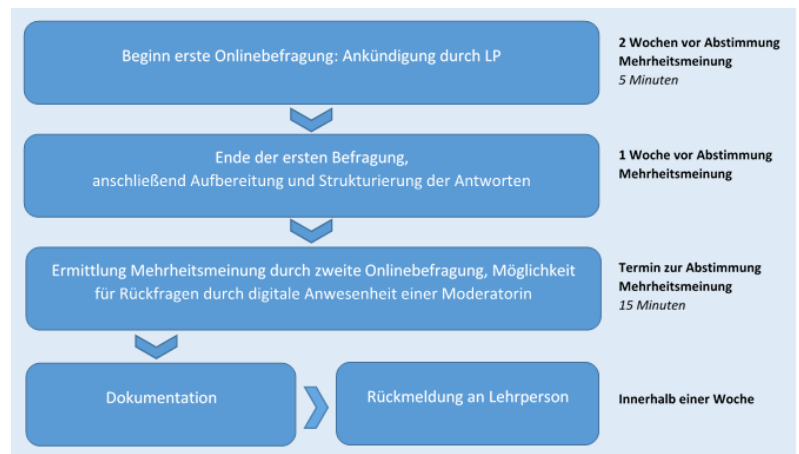 Beginn erste Onlinebefragung: Ankündigung durch LP
2 Wochen vor Abstimmung
Mehrheitsmeinung
5 Minuten
Ende der ersten Befragung,
anschließend Aufbereitung und Strukturierung der Antworten
1 Woche vor Abstimmung
Mehrheitsmeinung
Ermittlung Mehrheitsmeinung durch zweite Onlinebefragung, Möglichkeit
für Rückfragen durch digitale Anwesenheit einer Moderatorin
Termin zur Abstimmung
Mehrheitsmeinung
15 Minuten
Dokumentation
Rückmeldung an Lehrperson
Innerhalb einer Woche